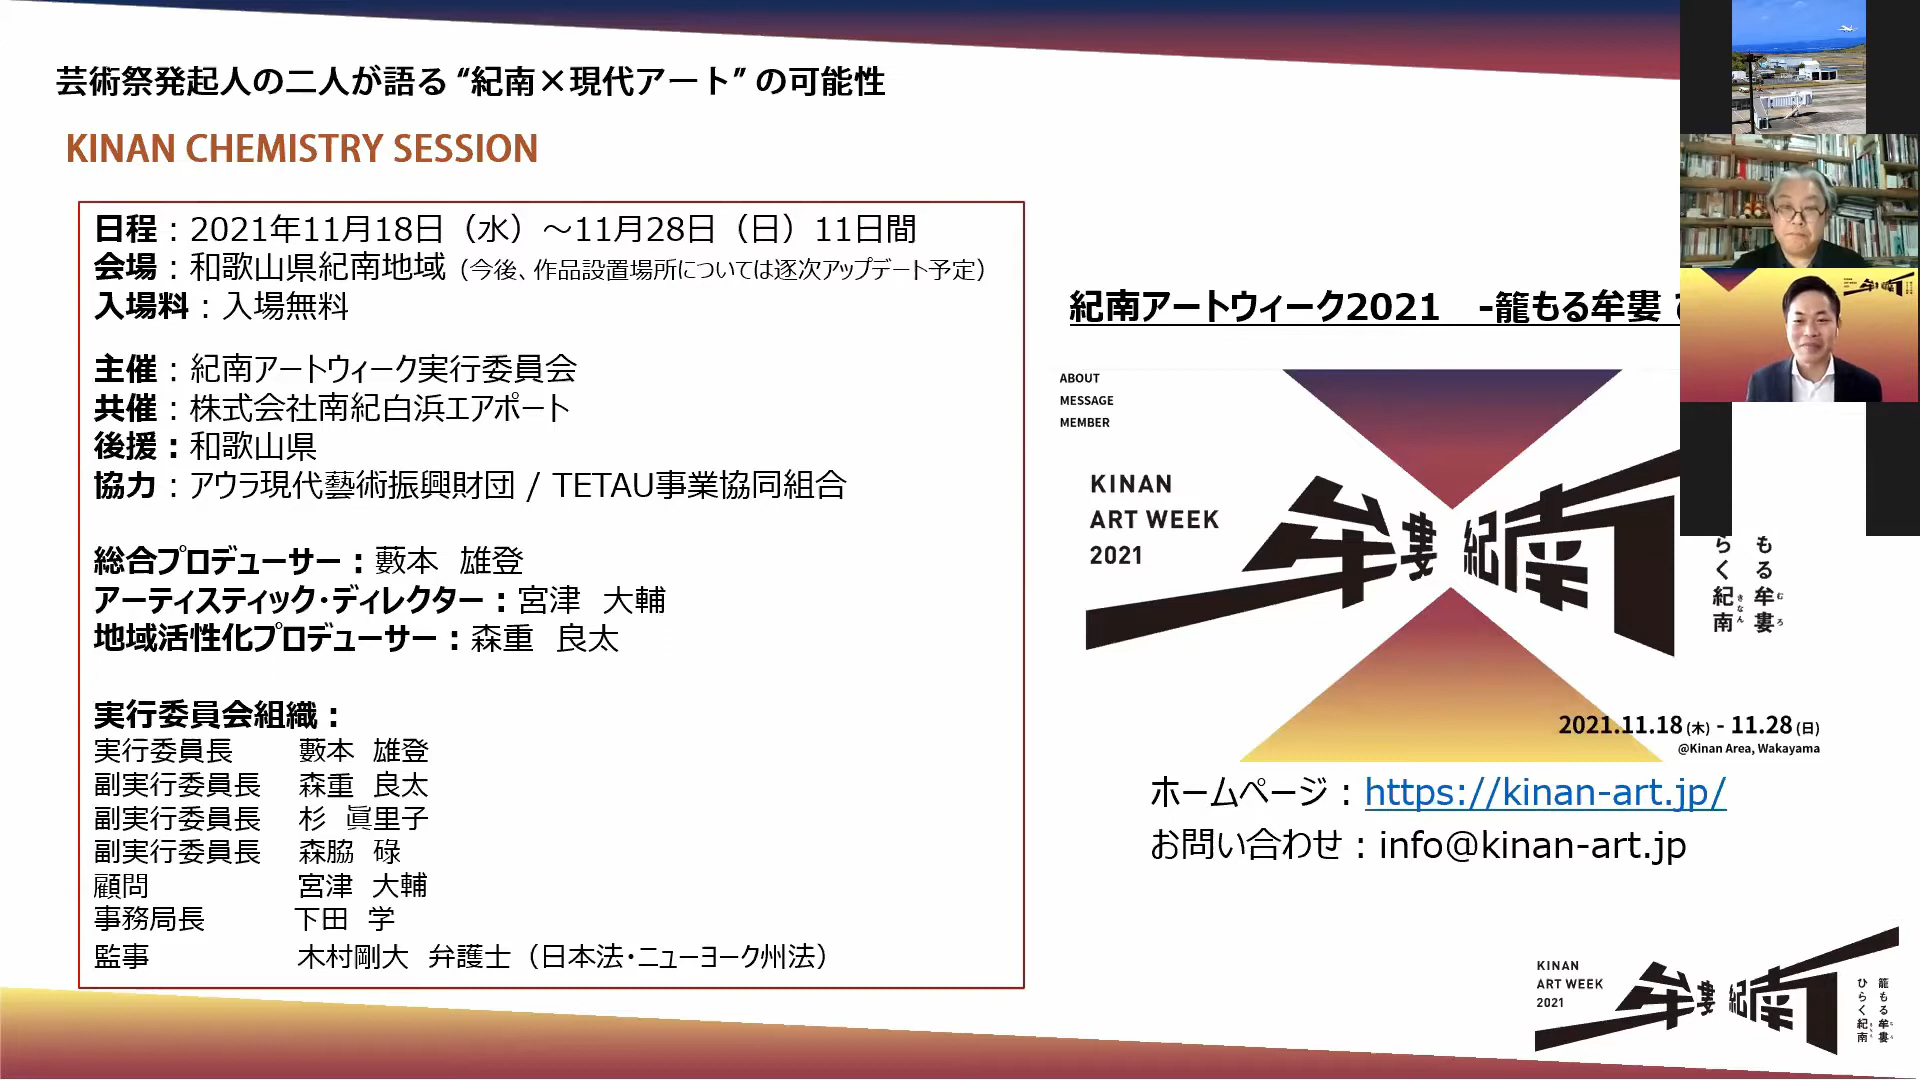 芸術祭発起人の二人が語る “紀南×現代アート” の可能性
KINAN CHEMISTRY SESSION
日程：2021年11月18日（水）～11月28日（日）11日間
会場：和歌山県紀南地域（今後、作品設置場所については逐次アップデート予定）
入場料：入場無料
主催：紀南アートウィーク実行委員会
共催：株式会社南紀白浜エアポート
後援：和歌山県
協力：アウラ現代藝術振興財団 / TETAU事業協同組合
総合プロデューサー：藪本　雄登
アーティスティック・ディレクター：宮津　大輔
地域活性化プロデューサー：森重　良太
実行委員会組織：
実行委員長　藪本　雄登
副実行委員長　森重　良太
副実行委員長　杉　眞里子
副実行委員長　森脇　碌
顧問　宮津　大輔
事務局長　下田　学
監事　木村剛大　弁護士（日本法・ニューヨーク州法）
紀南アートウィーク2021　-籠もる牟婁
ABOUT
MESSAGE
MEMBER
KINAN
ART WEEK
2021
牟婁 紀南
もる牟婁
むろ
らく紀南
きなん
2021.11.18 (木) - 11.28 (日)
@Kinan Area, Wakayama
ホームページ：https://kinan-art.jp/
お問い合わせ：info@kinan-art.jp
KINAN
ART WEEK
2021
牟婁 紀南
籠もる牟婁
ひらく紀南